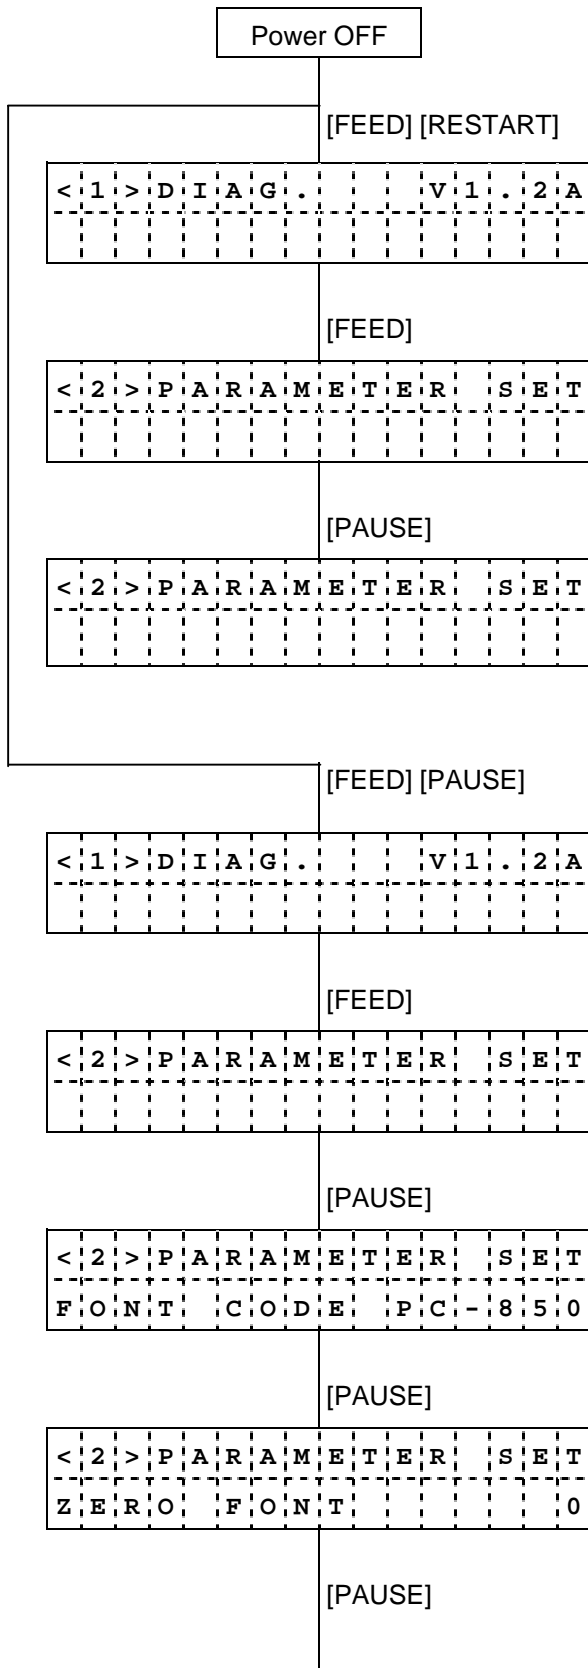 Power OFF
[FEED] [RESTART]
<1>DIAG.   V1.2A
[FEED]
<2>PARAMETER SET
[PAUSE]
<2>PARAMETER SET
[FEED] [PAUSE]
<1>DIAG.   V1.2A
[FEED]
<2>PARAMETER SET
[PAUSE]
<2>PARAMETER SET
FONT CODE PC-850
[PAUSE]
<2>PARAMETER SET
ZERO FONT      0
[PAUSE]